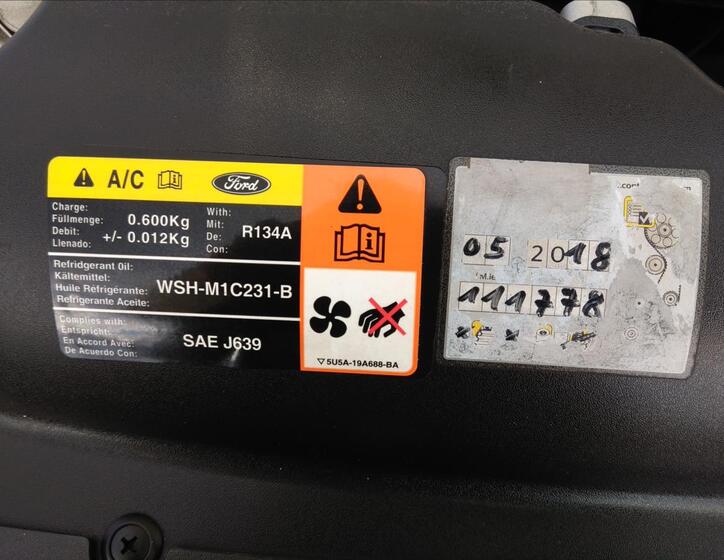 A/C Ford
Charge:
Füllmenge:
Debit:
Llenado:
0.600Kg
+/- 0.012Kg
With:
Mit:
De:
Con:
R134A
Refridgerant Oil:
Kältemittel:
Huile Réfrigérante:
Refrigerante Aceite:
WSH-M1C231-B
Complies with:
Entspricht:
En Accord Avec:
De Acuerdo Con:
SAE J639
5U5A-19A688-BA
.cont
05 2018
111778